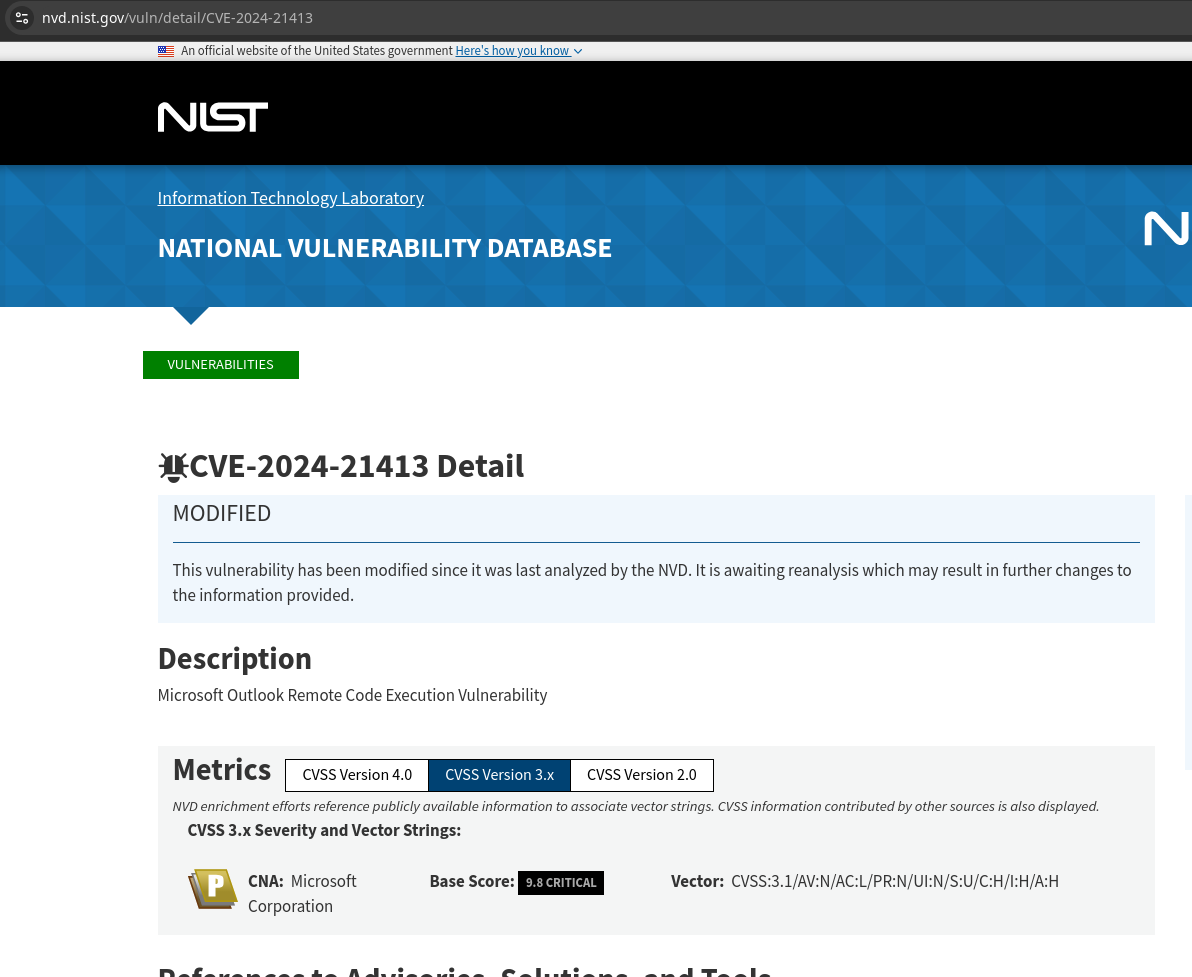 nvd.nist.gov/vuln/detail/CVE-2024-21413
An official website of the United States government Here's how you know
NIST
Information Technology Laboratory
NATIONAL VULNERABILITY DATABASE
VULNERABILITIES
CVE-2024-21413 Detail
MODIFIED
This vulnerability has been modified since it was last analyzed by the NVD. It is awaiting reanalysis which may result in further changes to
the information provided.
Description
Microsoft Outlook Remote Code Execution Vulnerability
Metrics
CVSS Version 4.0
CVSS Version 3.x
CVSS Version 2.0
NVD enrichment efforts reference publicly available information to associate vector strings. CVSS information contributed by other sources is also displayed.
CVSS 3.x Severity and Vector Strings:
P
CNA: Microsoft
Corporation
Base Score: 9.8 CRITICAL
Vector: CVSS:3.1/AV:N/AC:L/PR:N/UI:N/S:U/C:H/I:H/A:H
References to Advisories, Solutions, and Tools